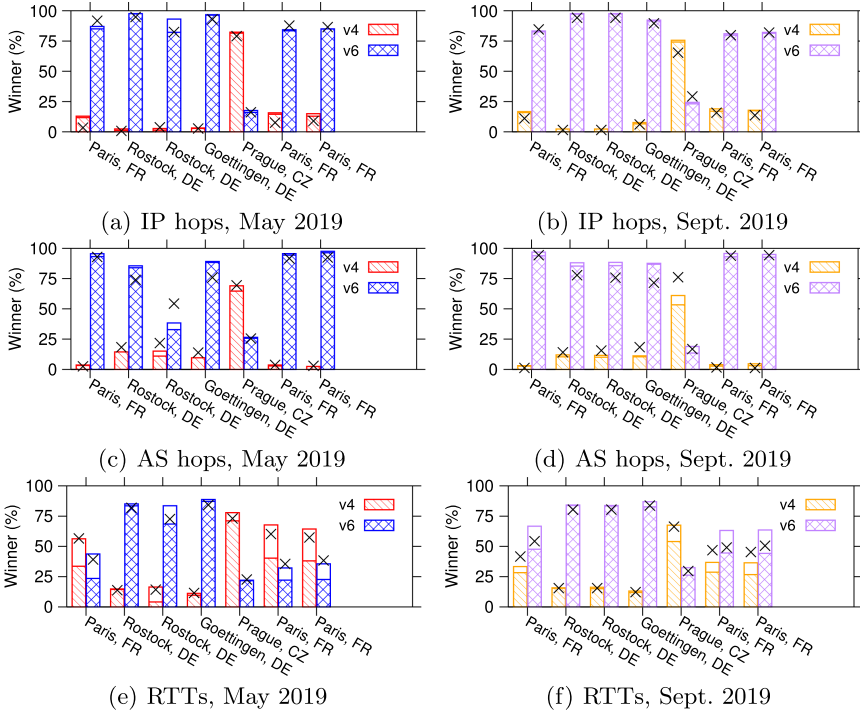 100
75
50
25
0
Winner (%)
v4
v6
Paris, FR
Rostock, DE
Rostock, DE
Goettingen, DE
Prague, CZ
Paris, FR
Paris, FR
(a) IP hops, May 2019
100
75
50
25
0
Winner (%)
v4
v6
Paris, FR
Rostock, DE
Rostock, DE
Goettingen, DE
Prague, CZ
Paris, FR
Paris, FR
(b) IP hops, Sept. 2019
100
75
50
25
0
Winner (%)
v4
v6
Paris, FR
Rostock, DE
Rostock, DE
Goettingen, DE
Prague, CZ
Paris, FR
Paris, FR
(c) AS hops, May 2019
100
75
50
25
0
Winner (%)
v4
v6
Paris, FR
Rostock, DE
Rostock, DE
Goettingen, DE
Prague, CZ
Paris, FR
Paris, FR
(d) AS hops, Sept. 2019
100
75
50
25
0
Winner (%)
v4
v6
Paris, FR
Rostock, DE
Rostock, DE
Goettingen, DE
Prague, CZ
Paris, FR
Paris, FR
(e) RTTs, May 2019
100
75
50
25
0
Winner (%)
v4
v6
Paris, FR
Rostock, DE
Rostock, DE
Goettingen, DE
Prague, CZ
Paris, FR
Paris, FR
(f) RTTs, Sept. 2019